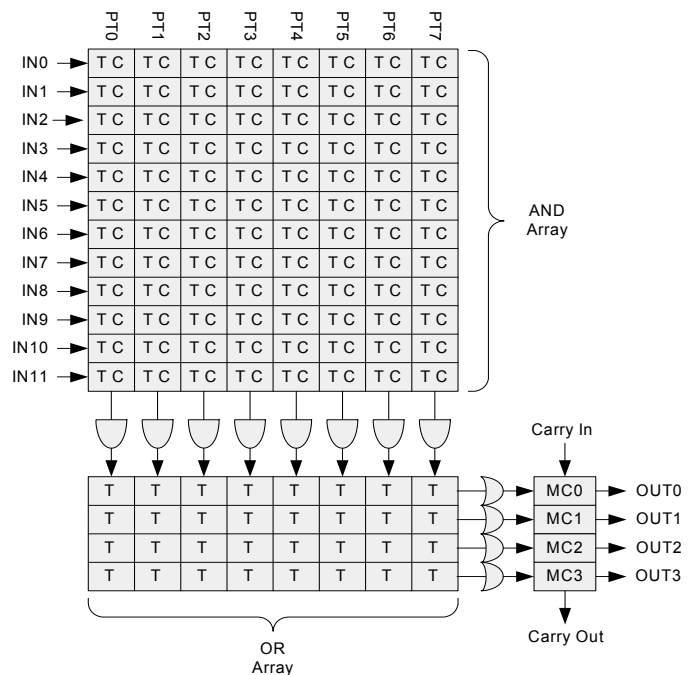 PT0 PT1 PT2 PT3 PT4 PT5 PT6 PT7
IN0 T C T C T C T C T C T C T C T C
IN1 T C T C T C T C T C T C T C T C
IN2 T C T C T C T C T C T C T C T C
IN3 T C T C T C T C T C T C T C T C
IN4 T C T C T C T C T C T C T C T C
IN5 T C T C T C T C T C T C T C T C
IN6 T C T C T C T C T C T C T C T C
IN7 T C T C T C T C T C T C T C T C
IN8 T C T C T C T C T C T C T C T C
IN9 T C T C T C T C T C T C T C T C
IN10 T C T C T C T C T C T C T C T C
IN11 T C T C T C T C T C T C T C T C
AND
Array
Carry In
T T T T T T T T MC0 OUT0
T T T T T T T T MC1 OUT1
T T T T T T T T MC2 OUT2
T T T T T T T T MC3 OUT3
Carry Out
OR
Array